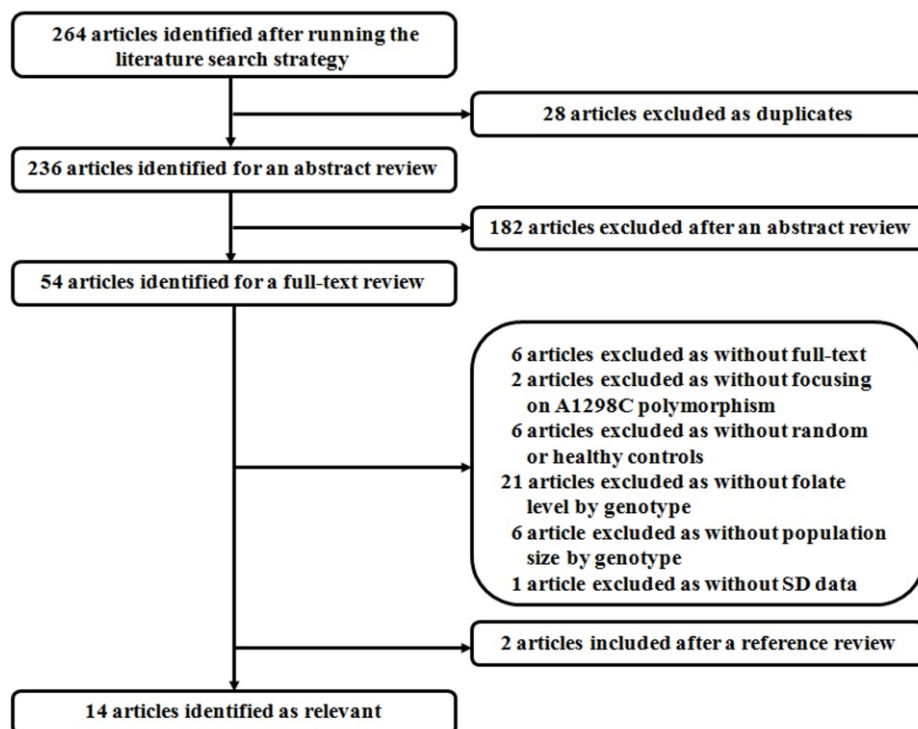 264 articles identified after running the
literature search strategy
28 articles excluded as duplicates
236 articles identified for an abstract review
182 articles excluded after an abstract review
54 articles identified for a full-text review
6 articles excluded as without full-text
2 articles excluded as without focusing
on A1298C polymorphism
6 articles excluded as without random
or healthy controls
21 articles excluded as without folate
level by genotype
6 article excluded as without population
size by genotype
1 article excluded as without SD data
2 articles included after a reference review
14 articles identified as relevant